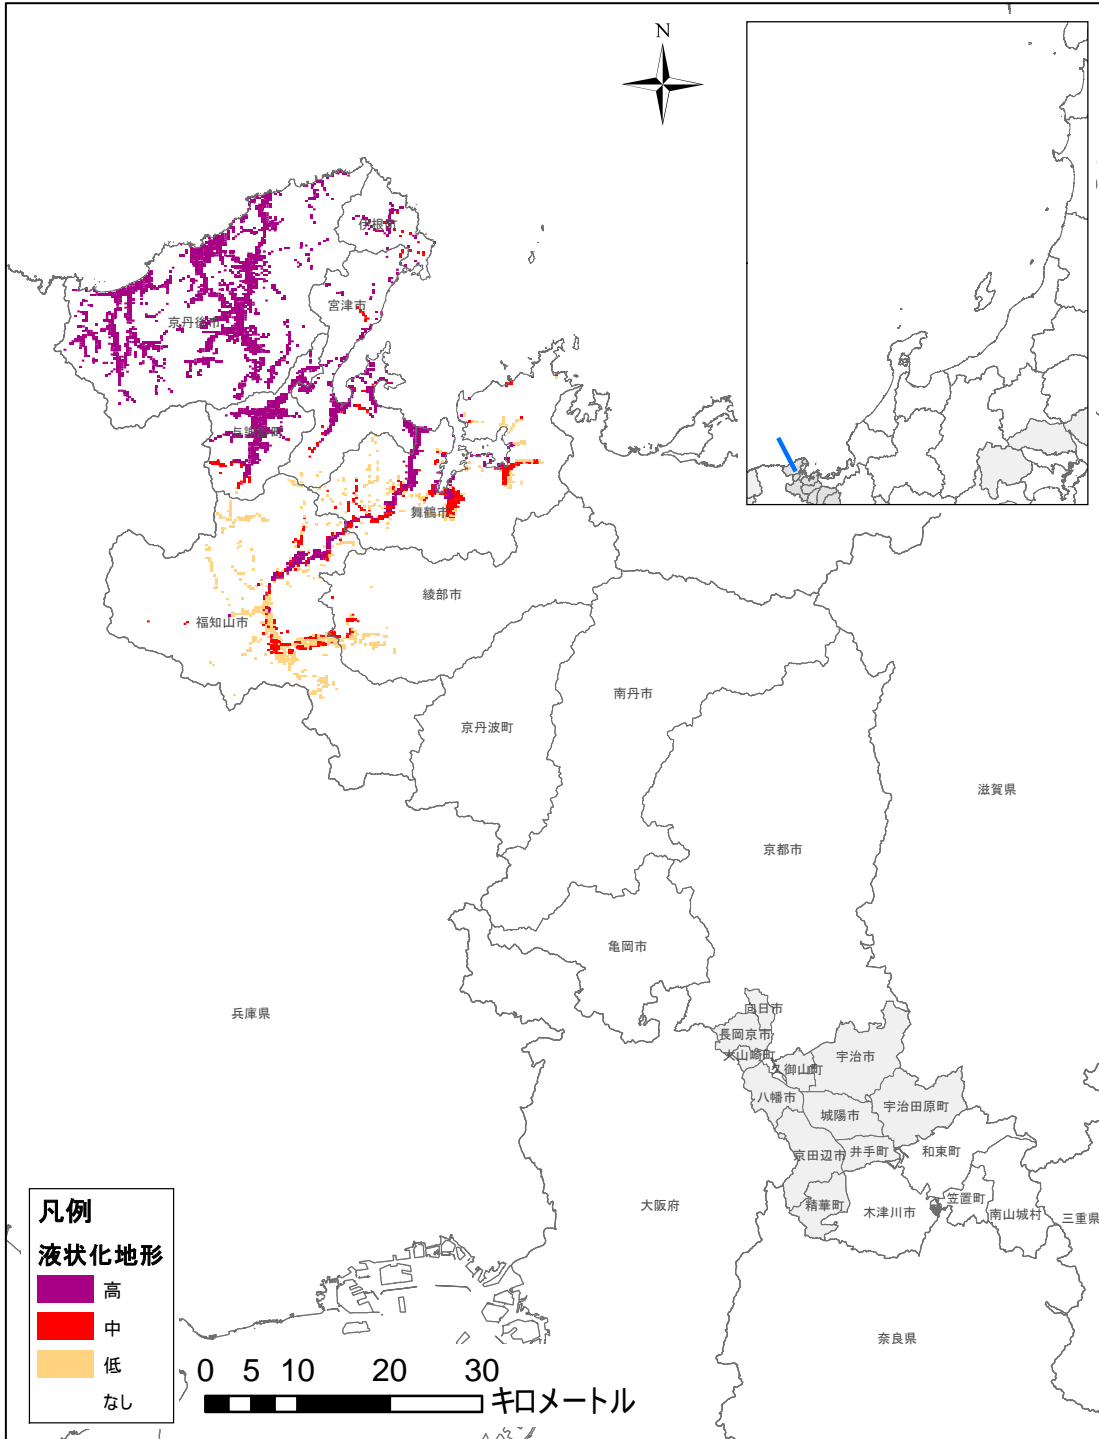 N
伊根町
宮津市
京丹後市
与謝野町
舞鶴市
綾部市
福知山市
南丹市
京丹波町
滋賀県
京都市
亀岡市
兵庫県
向日市
長岡京市
大山崎町
宇治市
久御山町
八幡市
宇治田原町
城陽市
京田辺市
井手町
和束町
笠置町
精華町
木津川市
南山城村
三重県
大阪府
奈良県
凡例
液状化地形
高
中
低
なし
0 5 10 20 30
キロメートル